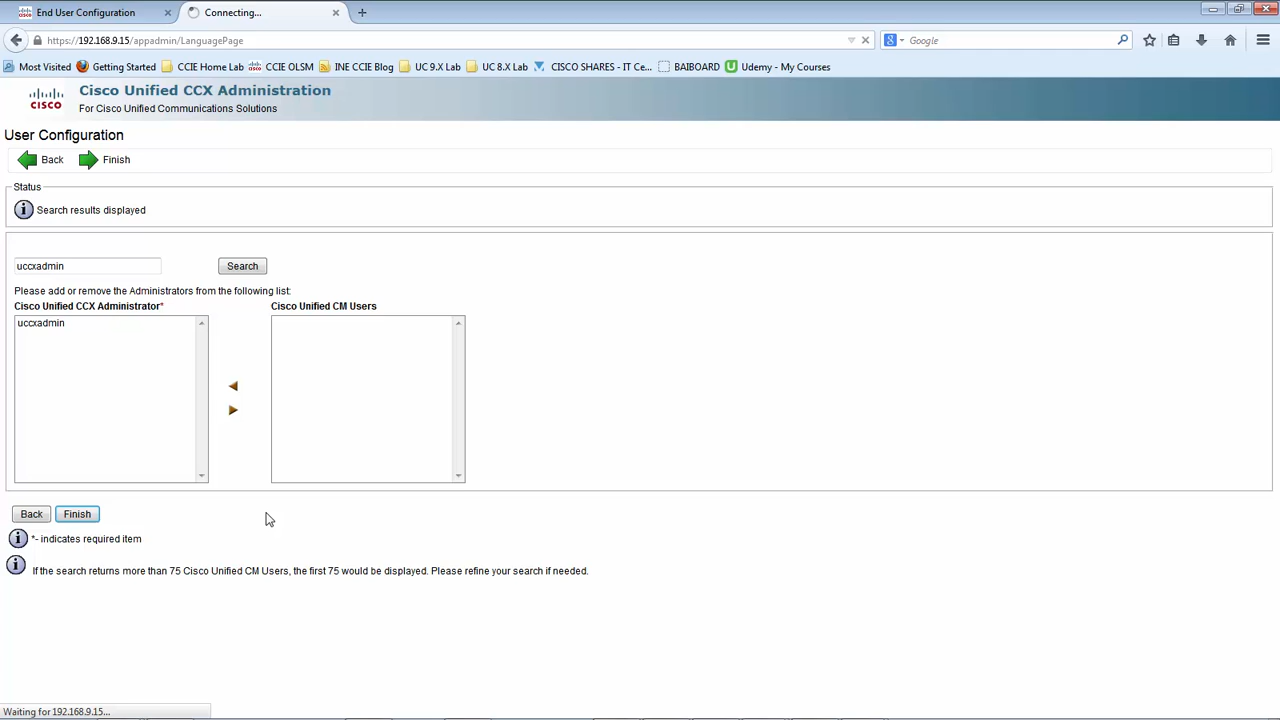 End User Configuration
Connecting...
https://192.168.9.15/appadmin/LanguagePage
Google
Most Visited Getting Started CCIE Home Lab CCIE OLSM INE CCIE Blog UC 9.X Lab UC 8.X Lab CISCO SHARES - IT Ce... BAIBOARD Udemy - My Courses
CISCO
Cisco Unified CCX Administration
For Cisco Unified Communications Solutions
User Configuration
Back Finish
Status
Search results displayed
uccxadmin Search
Please add or remove the Administrators from the following list:
Cisco Unified CCX Administrator* Cisco Unified CM Users
uccxadmin
Back Finish
*- indicates required item
If the search returns more than 75 Cisco Unified CM Users, the first 75 would be displayed. Please refine your search if needed.
Waiting for 192.168.9.15...